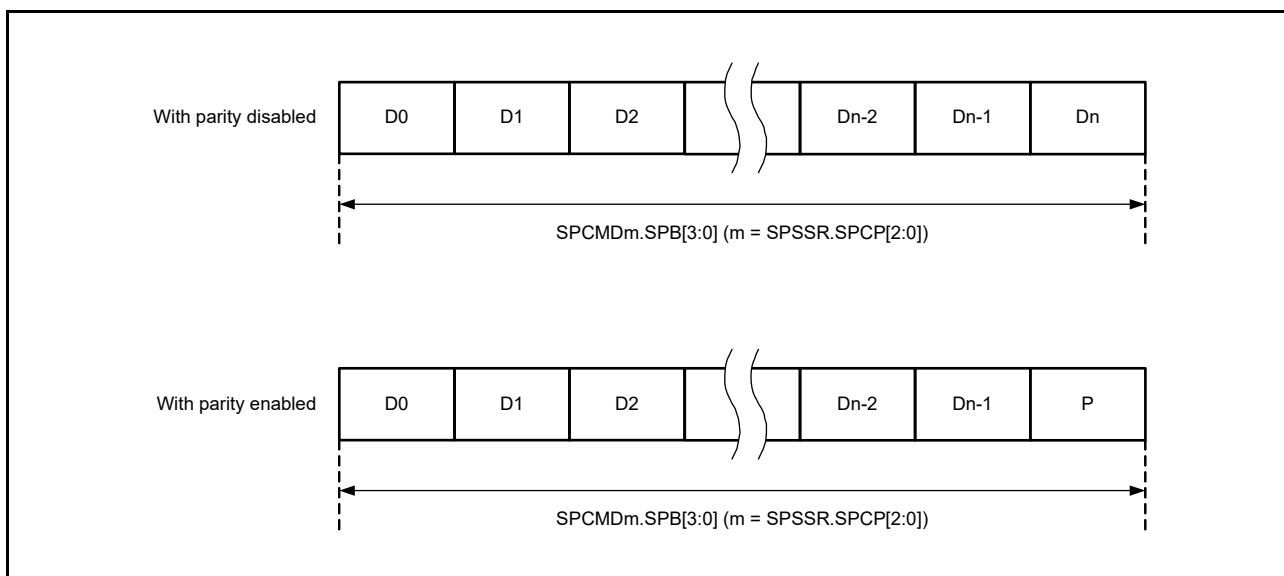 With parity disabled D0 D1 D2 Dn-2 Dn-1 Dn
SPCMDm.SPB[3:0] (m = SPSSR.SPCP[2:0])
With parity enabled D0 D1 D2 Dn-2 Dn-1 P
SPCMDm.SPB[3:0] (m = SPSSR.SPCP[2:0])